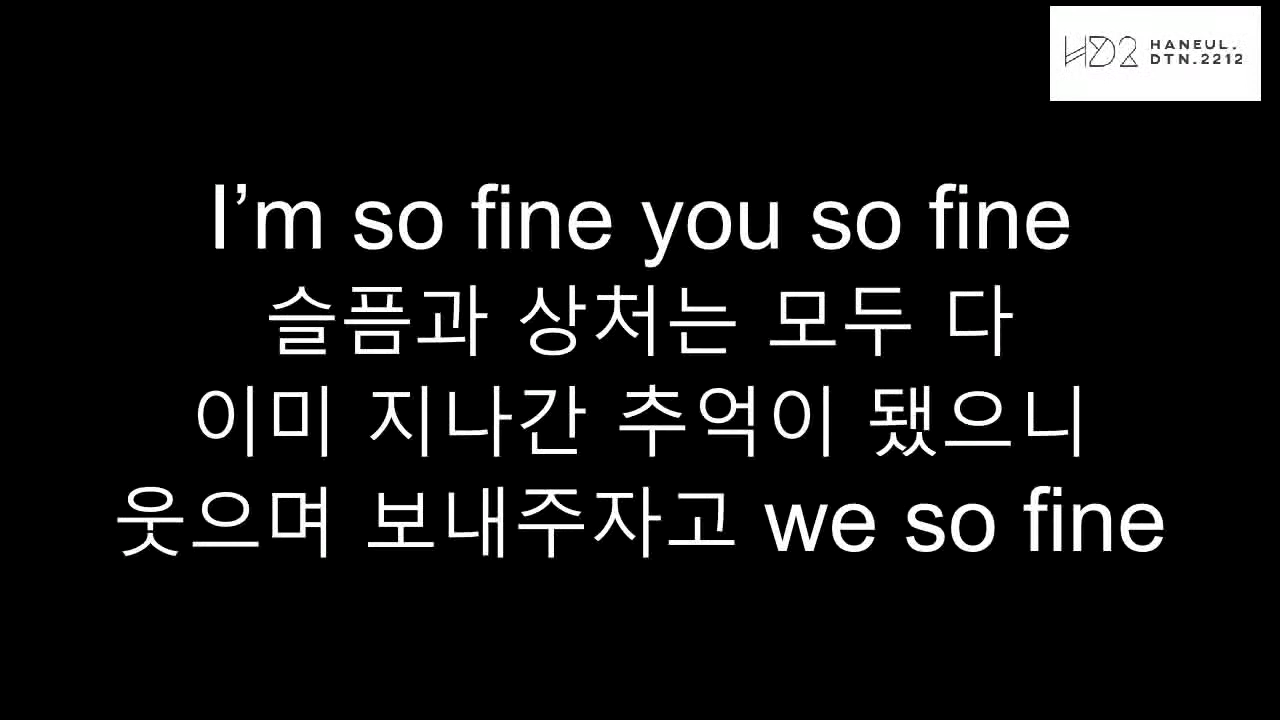 HD2 HANEUL.
DTN.2212
I’m so fine you so fine
슬픔과 상처는 모두 다
이미 지나간 추억이 됐으니
웃으며 보내주자고 we so fine